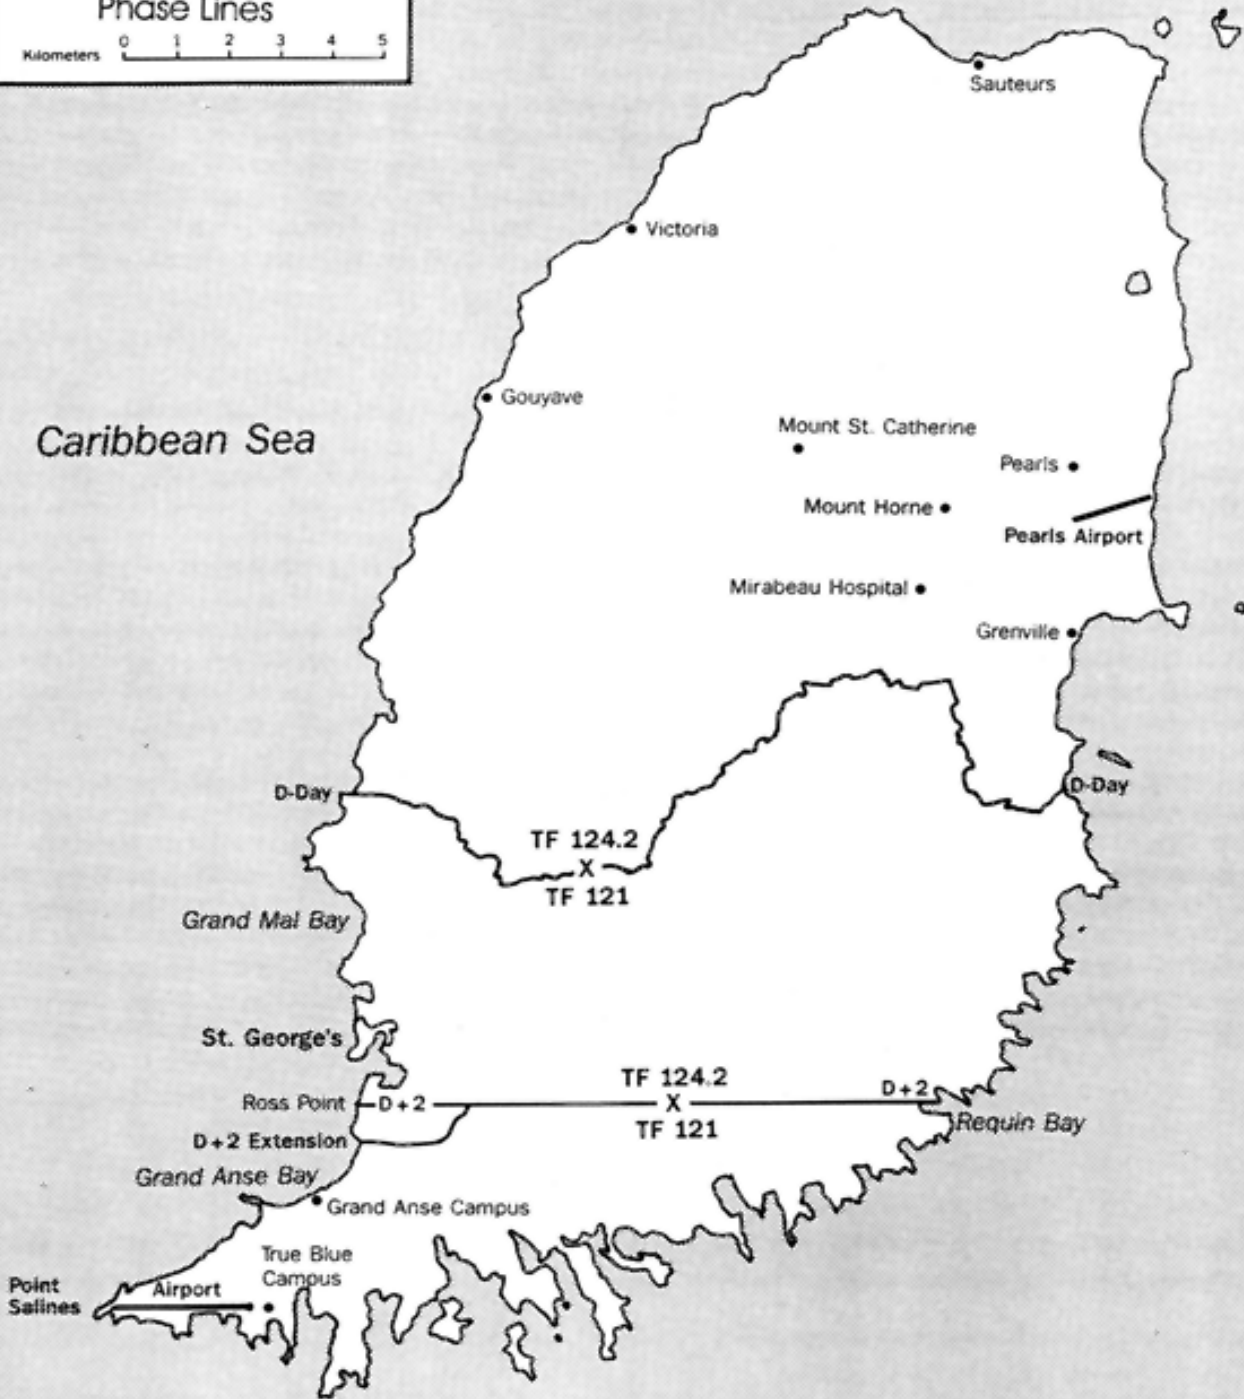 Phase Lines
Kilometers 0 1 2 3 4 5
Sauteurs
Victoria
Gouyave
Caribbean Sea
Mount St. Catherine
Pearls
Mount Horne
Pearls Airport
Mirabeau Hospital
Grenville
D-Day
D-Day
TF 124.2
X
TF 121
Grand Mal Bay
St. George's
TF 124.2
D+2
Ross Point
D+2
X
TF 121
Requin Bay
D+2 Extension
Grand Anse Bay
Grand Anse Campus
True Blue
Campus
Point
Salines
Airport